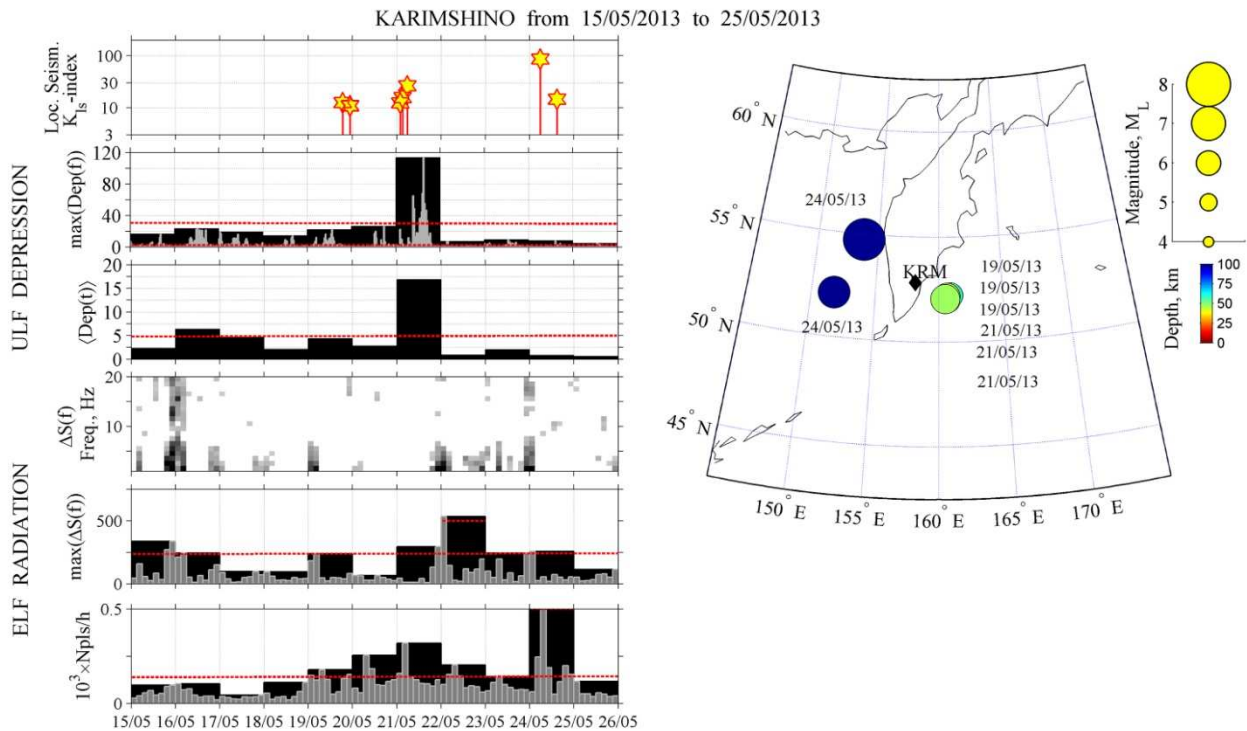 KARIMSHINO from 15/05/2013 to 25/05/2013
Loc. Seism.
K_ls-index
100
30
10
3
ULF DEPRESSION
max(Dep(f))
120
80
40
0
⟨Dep(t)⟩
20
15
10
5
0
ELF RADIATION
ΔS(f)
Freq., Hz
20
10
max(ΔS(f))
500
0
10³×Npls/h
0.5
0
15/05 16/05 17/05 18/05 19/05 20/05 21/05 22/05 23/05 24/05 25/05 26/05
60° N
55° N
50° N
45° N
150° E
155° E
160° E
165° E
170° E
24/05/13
KRM
24/05/13
19/05/13
19/05/13
19/05/13
21/05/13
21/05/13
21/05/13
Magnitude, M_L
8
7
6
5
4
Depth, km
100
75
50
25
0